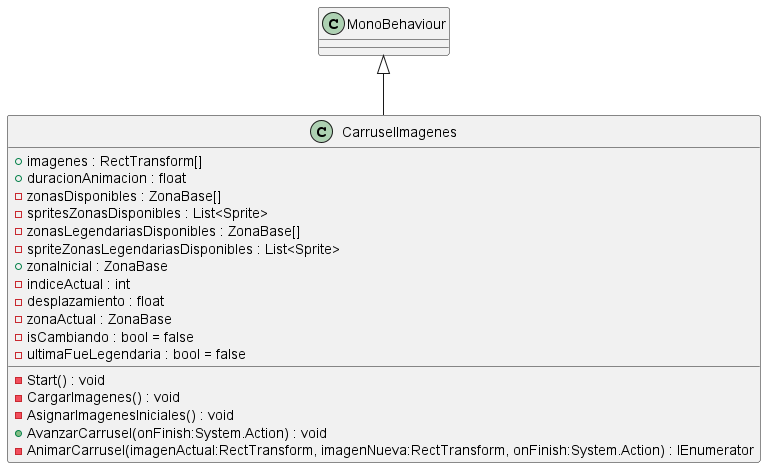 C MonoBehaviour
C CarruselImagenes
imagenes : RectTransform[]
duracionAnimacion : float
zonasDisponibles : ZonaBase[]
spritesZonasDisponibles : List<Sprite>
zonasLegendariasDisponibles : ZonaBase[]
spriteZonasLegendariasDisponibles : List<Sprite>
zonaInicial : ZonaBase
indiceActual : int
desplazamiento : float
zonaActual : ZonaBase
isCambiando : bool = false
ultimaFueLegendaria : bool = false
Start() : void
CargarImagenes() : void
AsignarImagenesIniciales() : void
AvanzarCarrusel(onFinish:System.Action) : void
AnimarCarrusel(imagenActual:RectTransform, imagenNueva:RectTransform, onFinish:System.Action) : IEnumerator